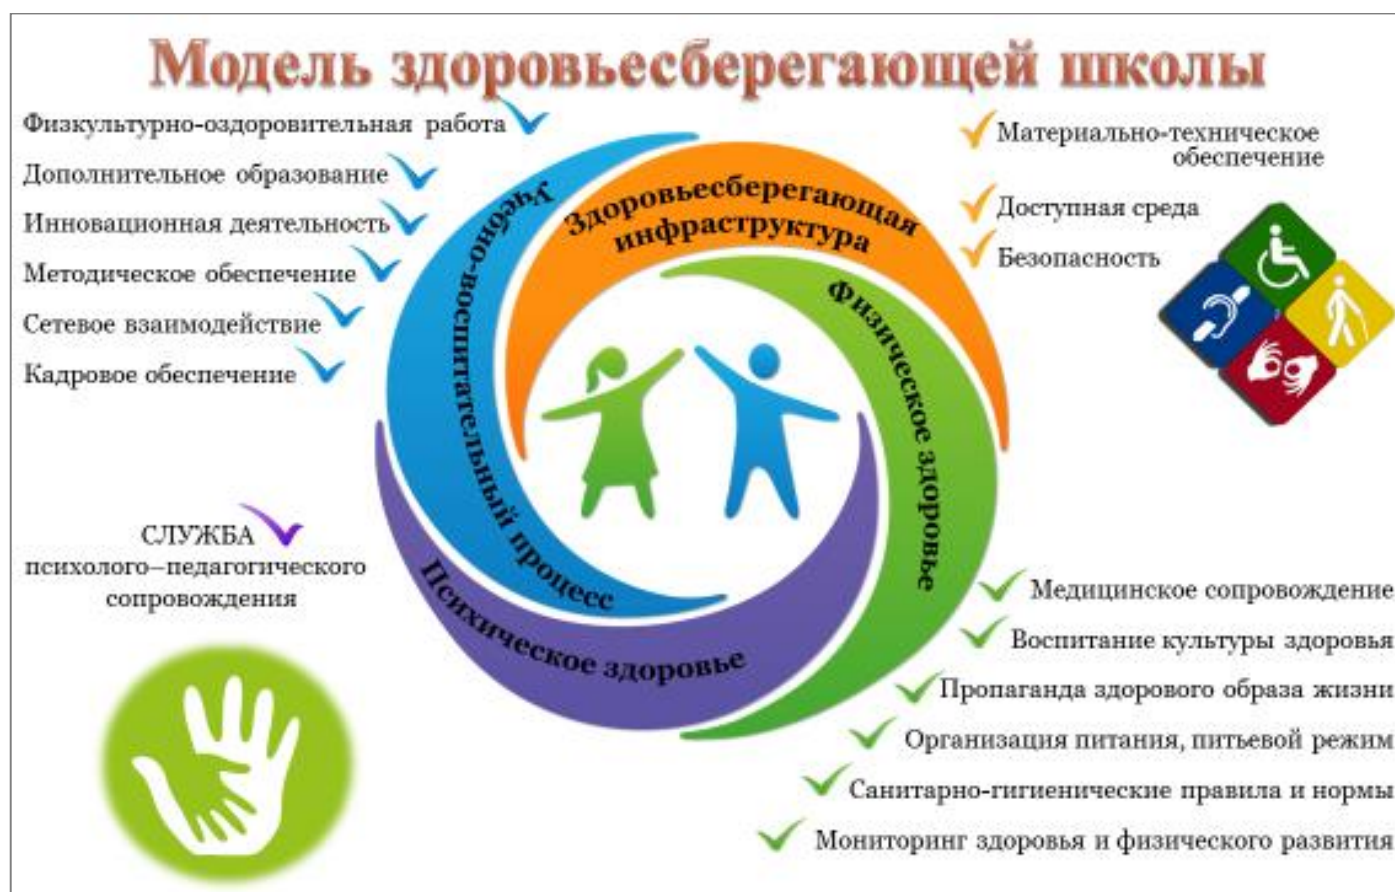 Модель здоровьесберегающей школы
Физкультурно-оздоровительная работа
Дополнительное образование
Инновационная деятельность
Методическое обеспечение
Сетевое взаимодействие
Кадровое обеспечение
Материально-техническое
обеспечение
Доступная среда
Безопасность
Учебно-воспитательный процесс
Здоровьесберегающая
инфраструктура
Физическое здоровье
Психическое здоровье
СЛУЖБА
психолого–педагогического
сопровождения
Медицинское сопровождение
Воспитание культуры здоровья
Пропаганда здорового образа жизни
Организация питания, питьевой режим
Санитарно-гигиенические правила и нормы
Мониторинг здоровья и физического развития